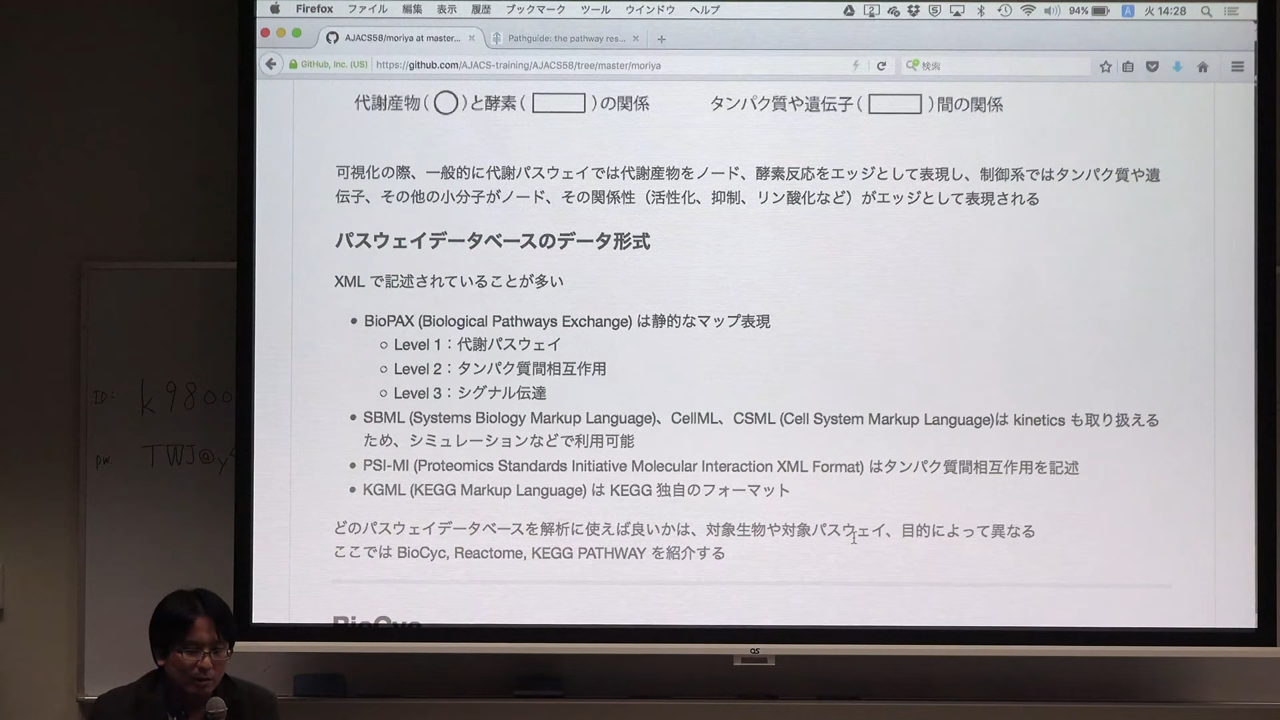 Firefox ファイル 編集 表示 履歴 ブックマーク ツール ウインドウ ヘルプ 94% A 火 14:28
AJACS58/moriya at master... × Pathguide: the pathway res... × +
GitHub, Inc. (US) https://github.com/AJACS-training/AJACS58/tree/master/moriya 検索
代謝産物(○)と酵素(□)の関係 タンパク質や遺伝子(□)間の関係
可視化の際、一般的に代謝パスウェイでは代謝産物をノード、酵素反応をエッジとして表現し、制御系ではタンパク質や遺
伝子、その他の小分子がノード、その関係性（活性化、抑制、リン酸化など）がエッジとして表現される
パスウェイデータベースのデータ形式
XML で記述されていることが多い
BioPAX (Biological Pathways Exchange) は静的なマップ表現
Level 1：代謝パスウェイ
Level 2：タンパク質間相互作用
Level 3：シグナル伝達
SBML (Systems Biology Markup Language)、CellML、CSML (Cell System Markup Language)は kinetics も取り扱える
ため、シミュレーションなどで利用可能
PSI-MI (Proteomics Standards Initiative Molecular Interaction XML Format) はタンパク質間相互作用を記述
KGML (KEGG Markup Language) は KEGG 独自のフォーマット
どのパスウェイデータベースを解析に使えば良いかは、対象生物や対象パスウェイ、目的によって異なる
ここでは BioCyc, Reactome, KEGG PATHWAY を紹介する
BioCyc
ID: k9800
pw. TWJ@y